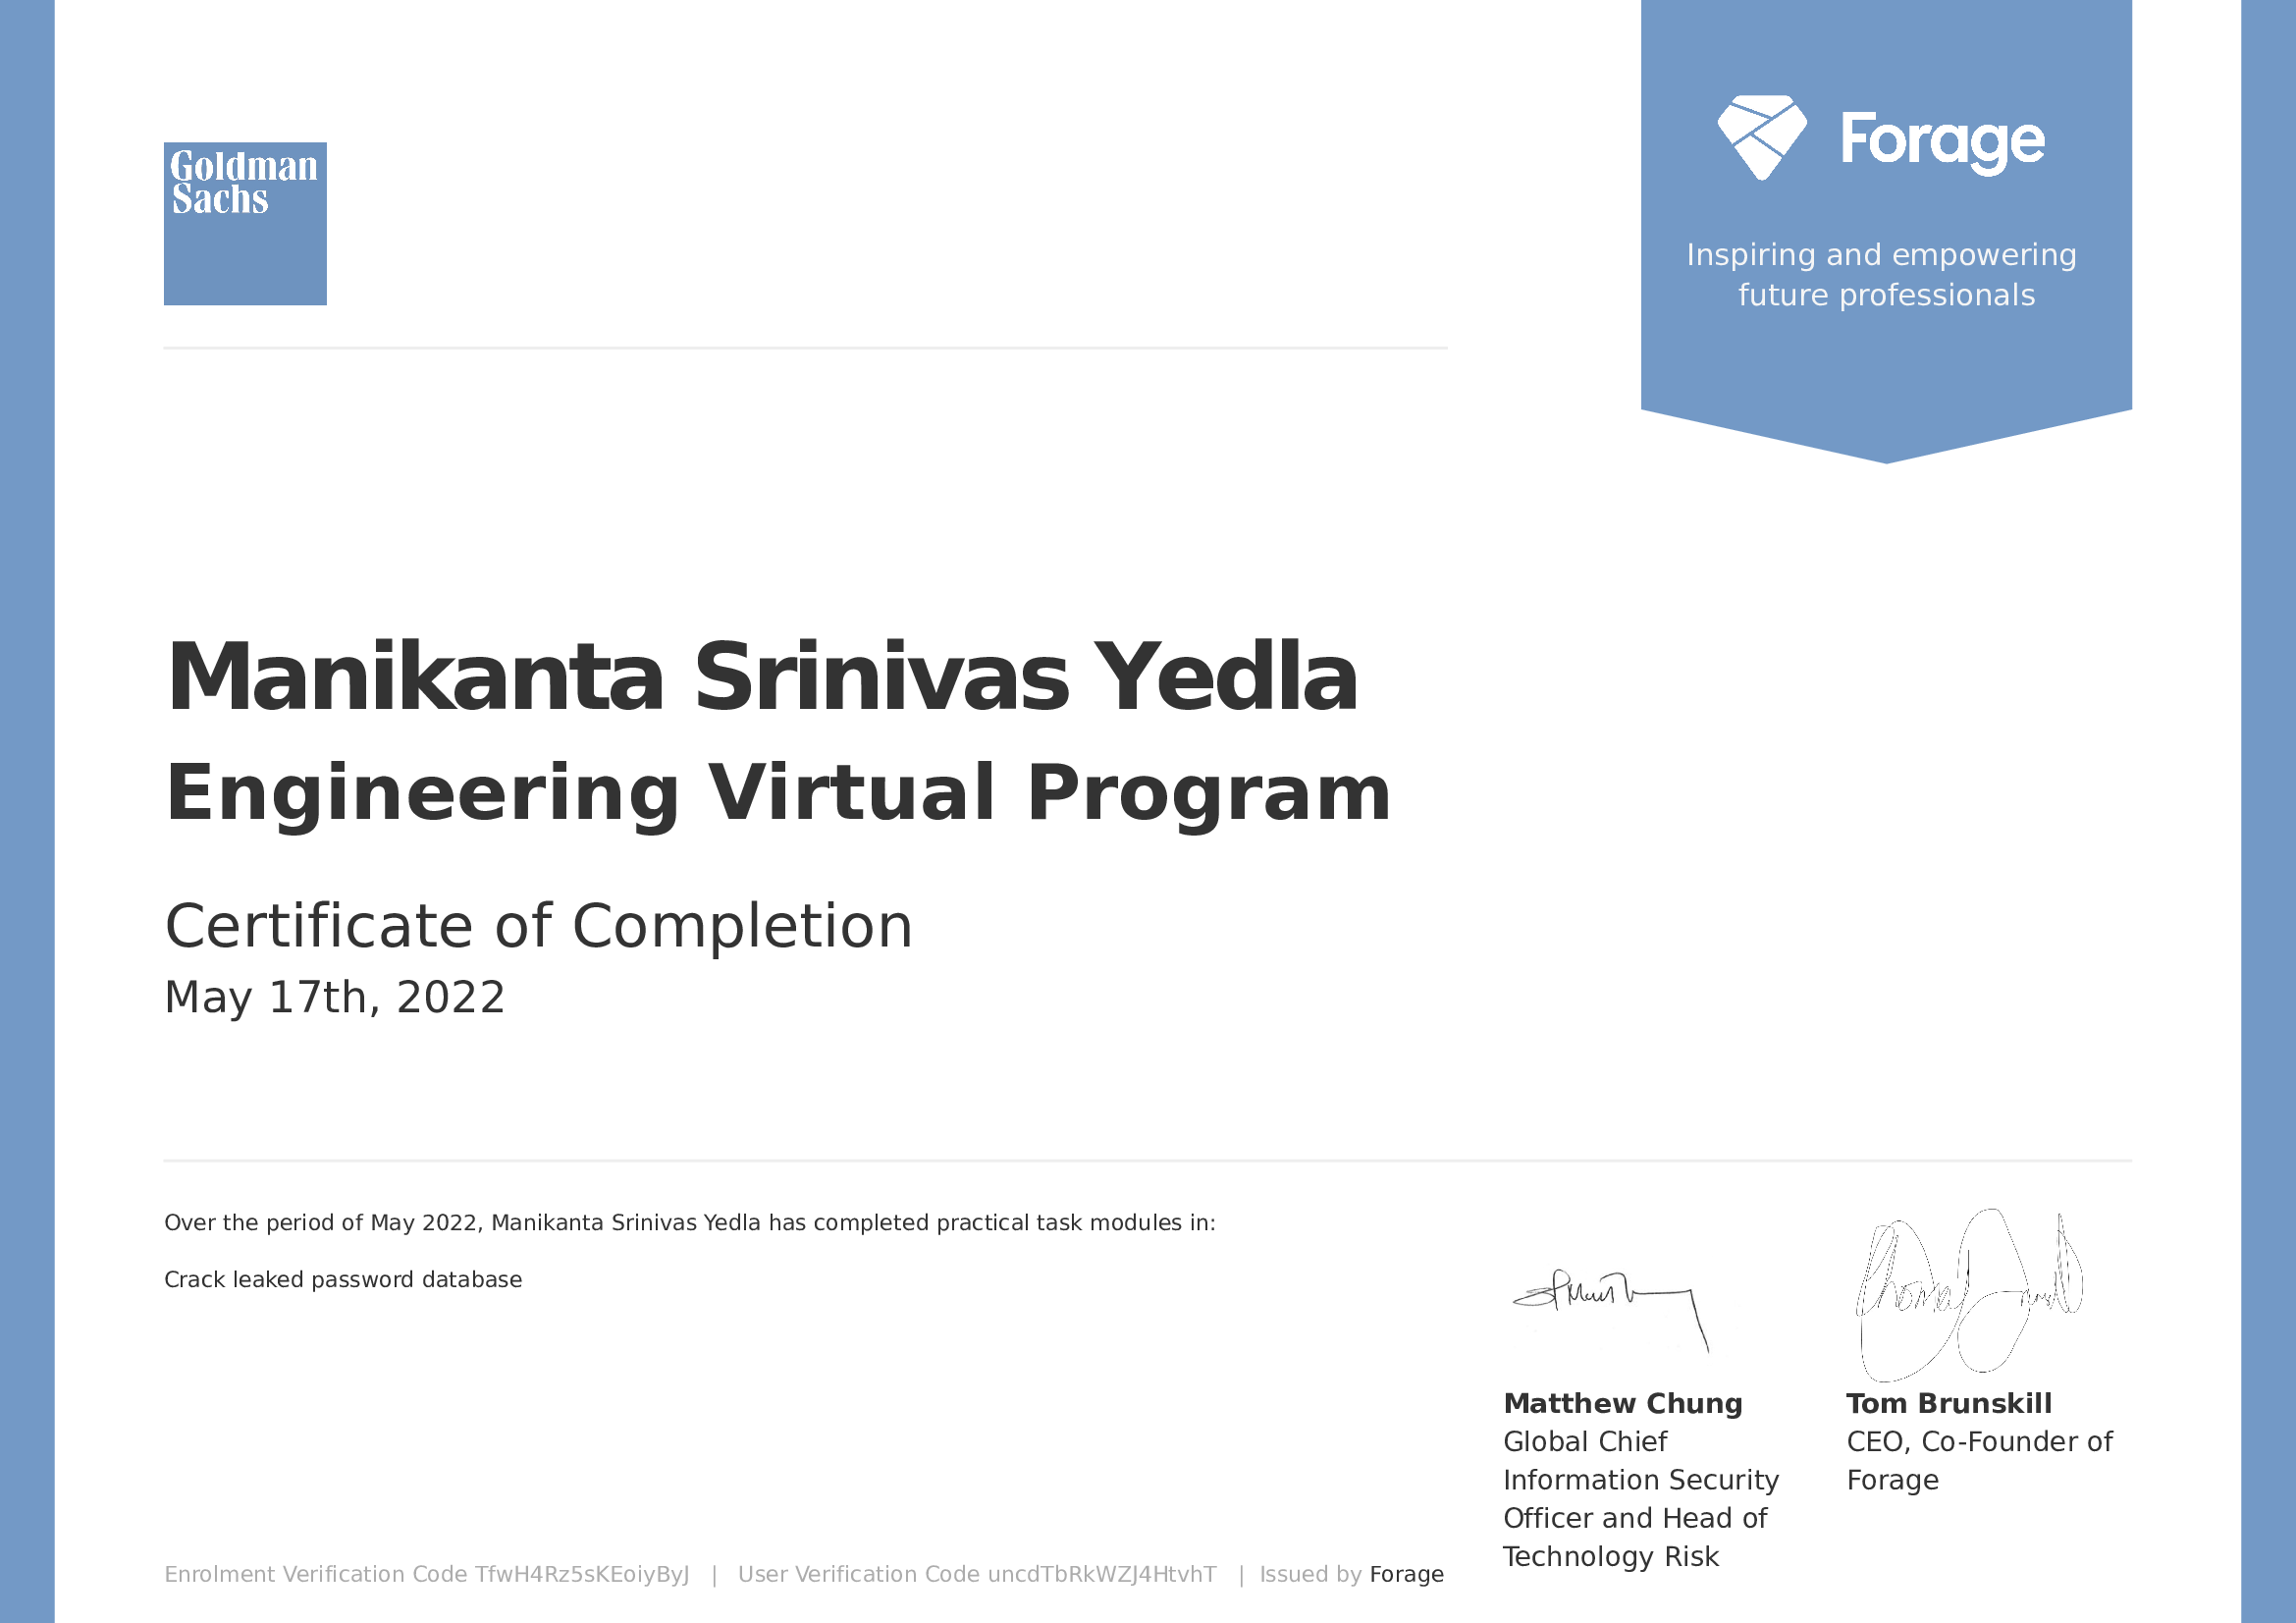 Goldman
Sachs
Forage
Inspiring and empowering
future professionals
Manikanta Srinivas Yedla
Engineering Virtual Program
Certificate of Completion
May 17th, 2022
Over the period of May 2022, Manikanta Srinivas Yedla has completed practical task modules in:
Crack leaked password database
Matthew Chung
Global Chief
Information Security
Officer and Head of
Technology Risk
Tom Brunskill
CEO, Co-Founder of
Forage
Enrolment Verification Code TfwH4Rz5sKEoiyByJ | User Verification Code uncdTbRkWZJ4HtvhT | Issued by Forage